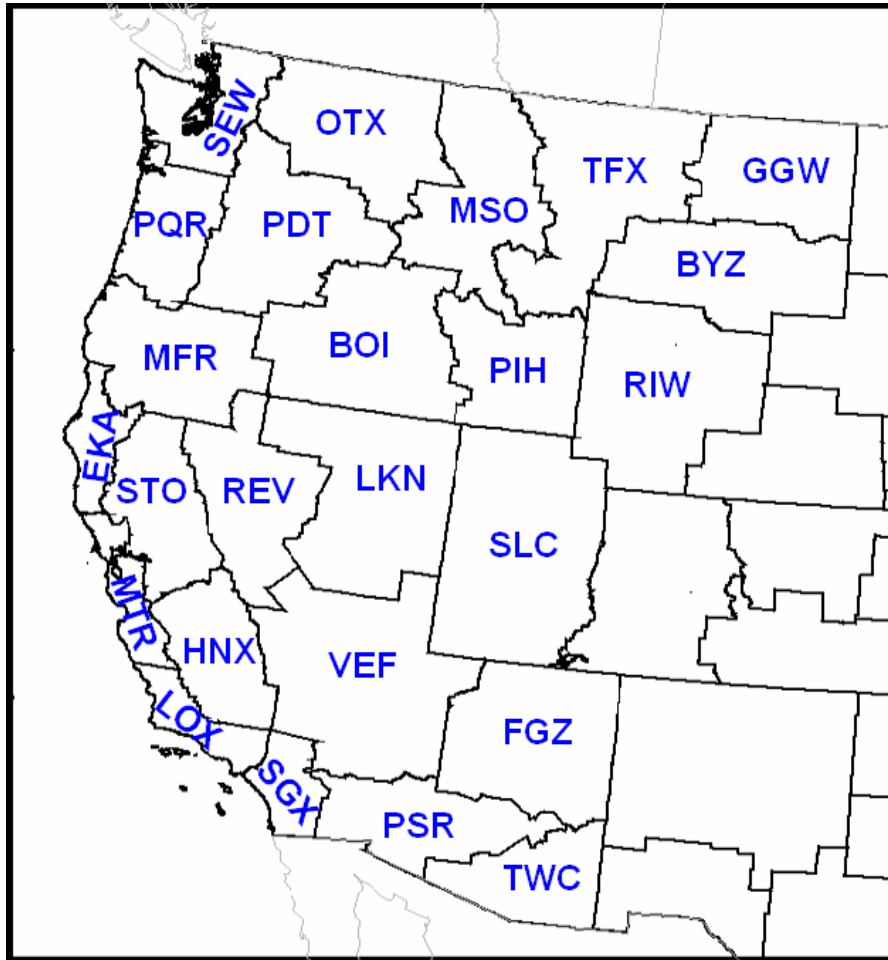 SEW
OTX
TFX
GGW
MSO
PQR
PDT
BYZ
MFR
BOI
PIH
RIW
EKA
STO
REV
LKN
SLC
MTR
HNX
VEF
LOX
FGZ
SGX
PSR
TWC